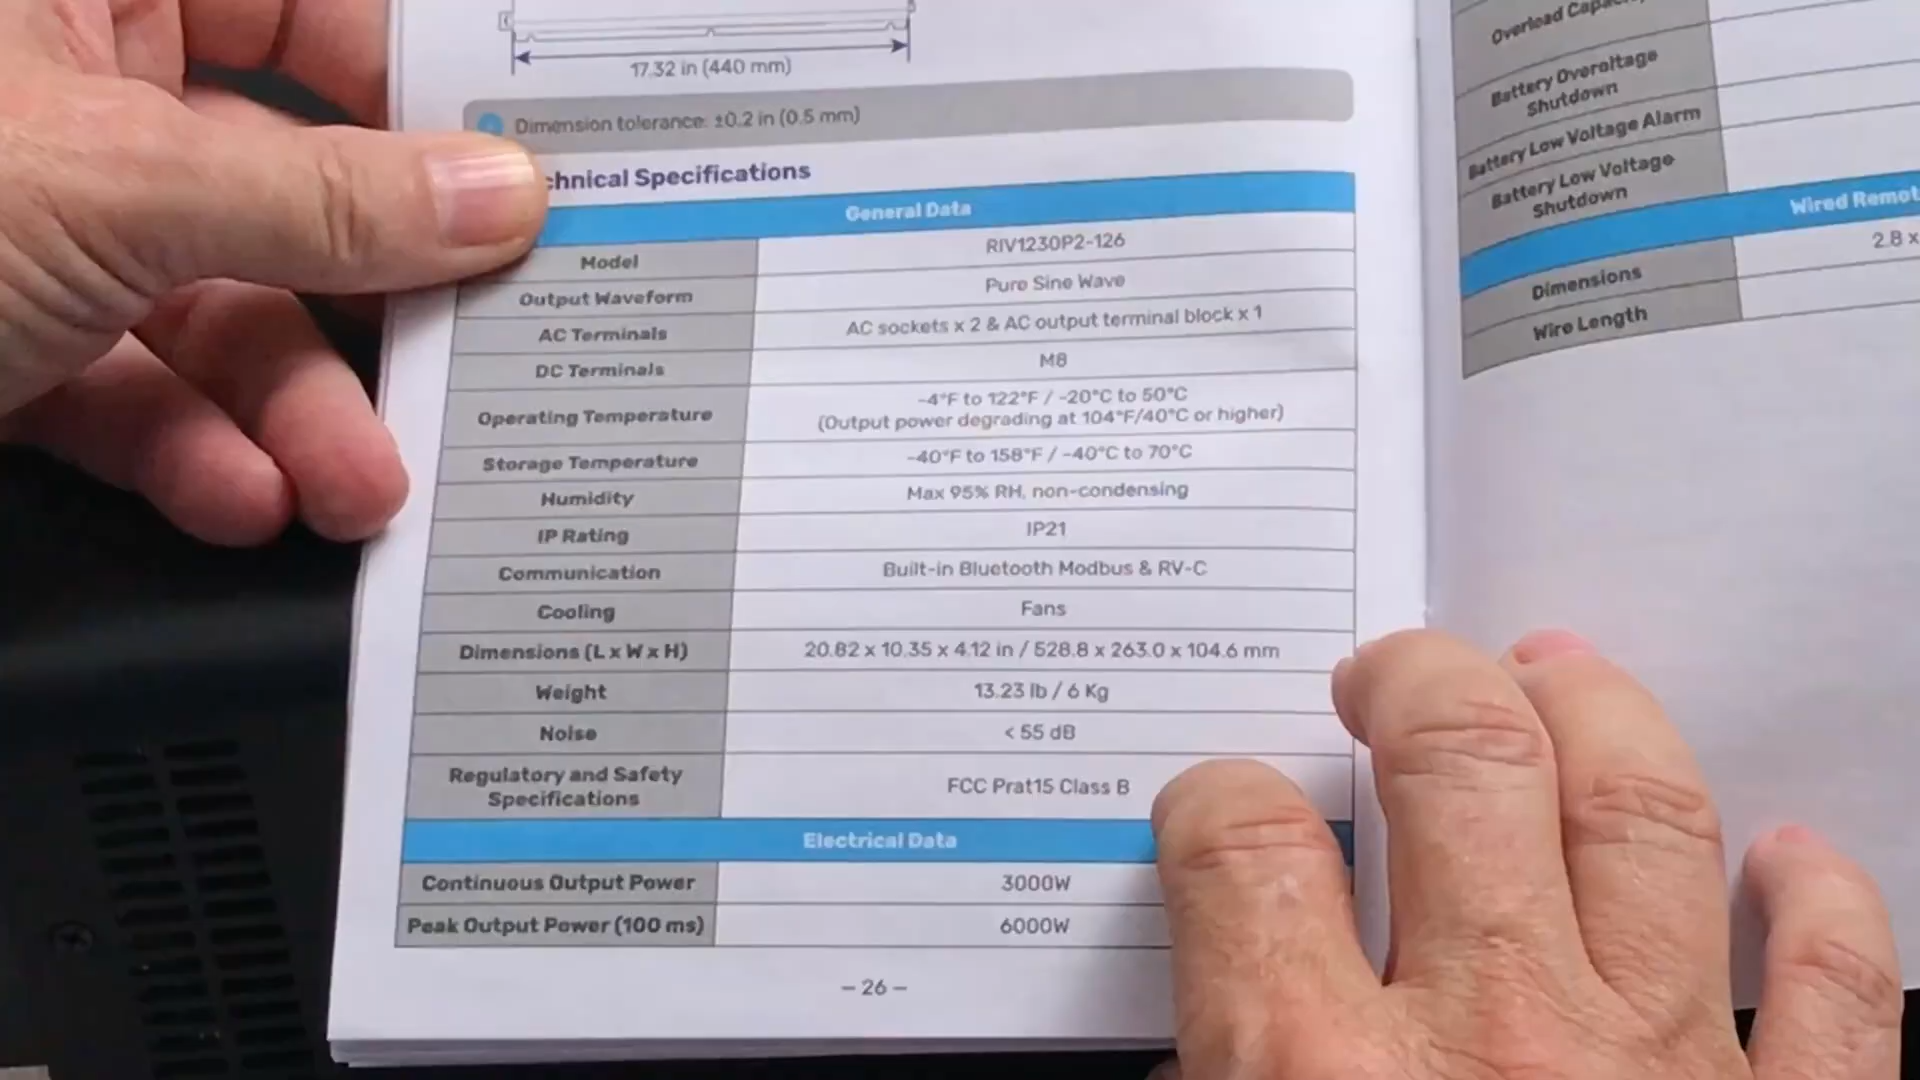 17.32 in (440 mm)
Dimension tolerance: ±0.2 in (0.5 mm)
chnical Specifications
General Data
Model RIV1230P2-126
Output Waveform Pure Sine Wave
AC Terminals AC sockets x 2 & AC output terminal block x 1
DC Terminals M8
Operating Temperature -4°F to 122°F / -20°C to 50°C
(Output power degrading at 104°F/40°C or higher)
Storage Temperature -40°F to 158°F / -40°C to 70°C
Humidity Max 95% RH, non-condensing
IP Rating IP21
Communication Built-in Bluetooth Modbus & RV-C
Cooling Fans
Dimensions (L x W x H) 20.82 x 10.35 x 4.12 in / 528.8 x 263.0 x 104.6 mm
Weight 13.23 lb / 6 Kg
Noise < 55 dB
Regulatory and Safety
Specifications FCC Prat15 Class B
Electrical Data
Continuous Output Power 3000W
Peak Output Power (100 ms) 6000W
– 26 –
Overload
Battery Overoltage
Shutdown
Battery Low Voltage Alarm
Battery Low Voltage
Shutdown
Wired Remot
Dimensions 2.8 x
Wire Length